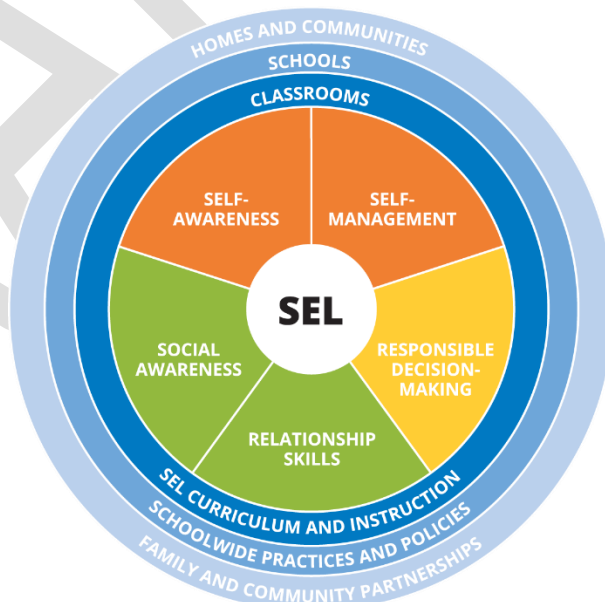 HOMES AND COMMUNITIES
SCHOOLS
CLASSROOMS
SELF-
AWARENESS
SELF-
MANAGEMENT
SEL
SOCIAL
AWARENESS
RESPONSIBLE
DECISION-
MAKING
RELATIONSHIP
SKILLS
SEL CURRICULUM AND INSTRUCTION
SCHOOLWIDE PRACTICES AND POLICIES
FAMILY AND COMMUNITY PARTNERSHIPS